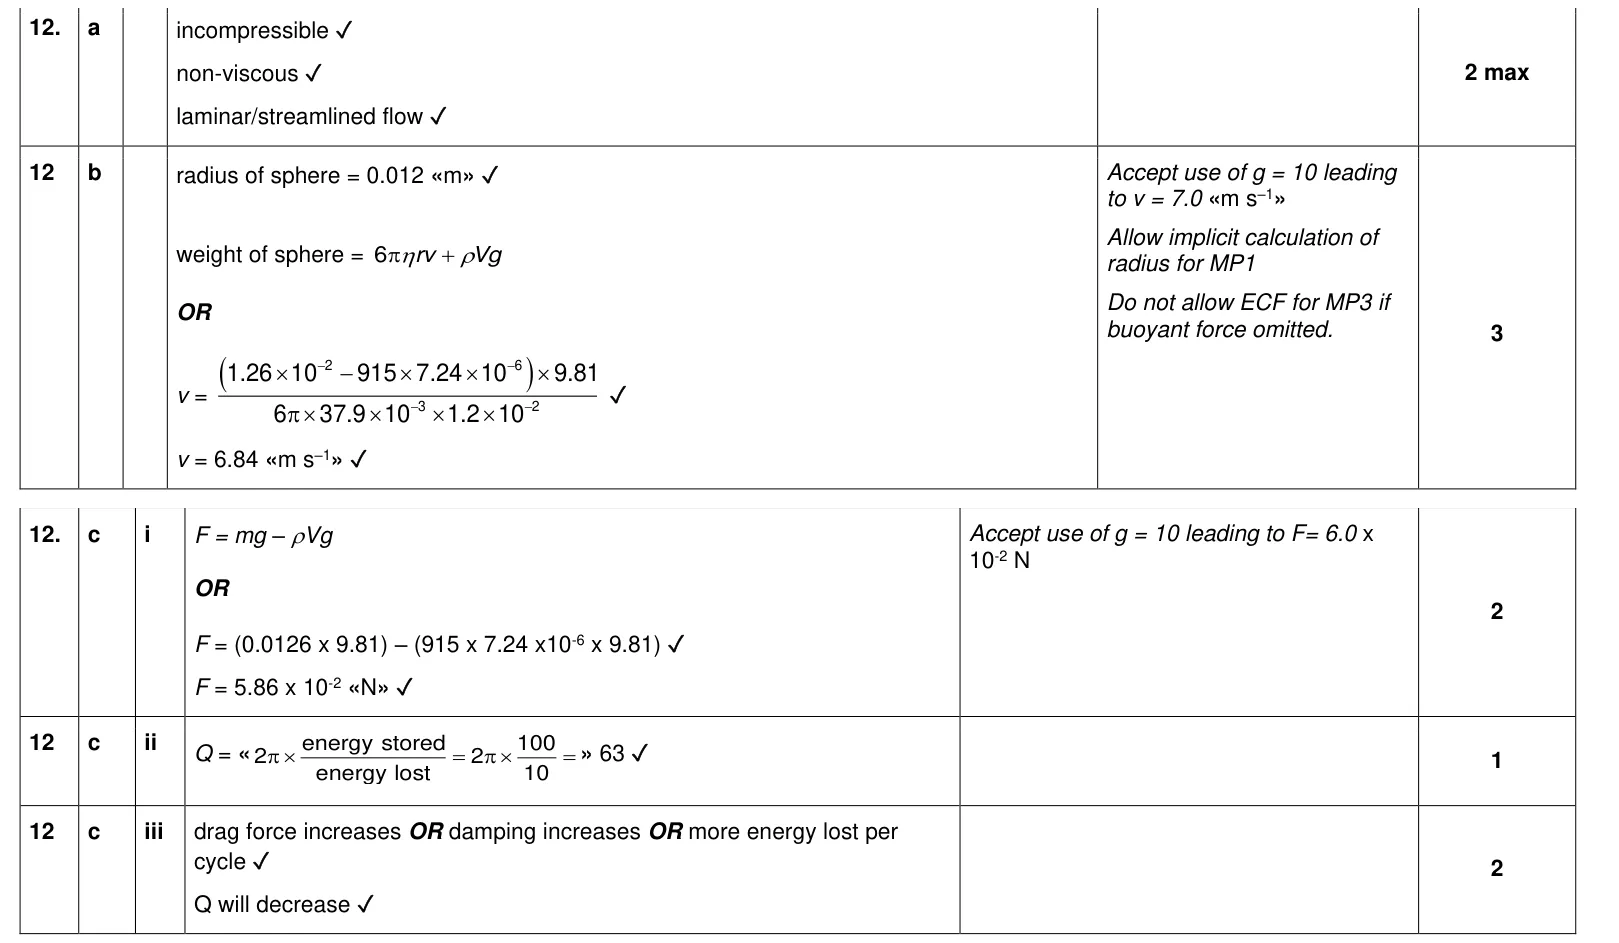 12. a incompressible ✓
non-viscous ✓
laminar/streamlined flow ✓
2 max
12 b radius of sphere = 0.012 «m» ✓
weight of sphere = 6πηrv + ρVg
OR
v = (1.26×10⁻² – 915×7.24×10⁻⁶)×9.81 / 6π×37.9×10⁻³×1.2×10⁻² ✓
v = 6.84 «m s⁻¹» ✓
Accept use of g = 10 leading
to v = 7.0 «m s⁻¹»
Allow implicit calculation of
radius for MP1
Do not allow ECF for MP3 if
buoyant force omitted.
3
12. c i F = mg – ρVg
OR
F = (0.0126 x 9.81) – (915 x 7.24 x10⁻⁶ x 9.81) ✓
F = 5.86 x 10⁻² «N» ✓
Accept use of g = 10 leading to F= 6.0 x
10⁻² N
2
12 c ii Q = « 2π × energy stored / energy lost = 2π × 100 / 10 = » 63 ✓
1
12 c iii drag force increases OR damping increases OR more energy lost per
cycle ✓
Q will decrease ✓
2